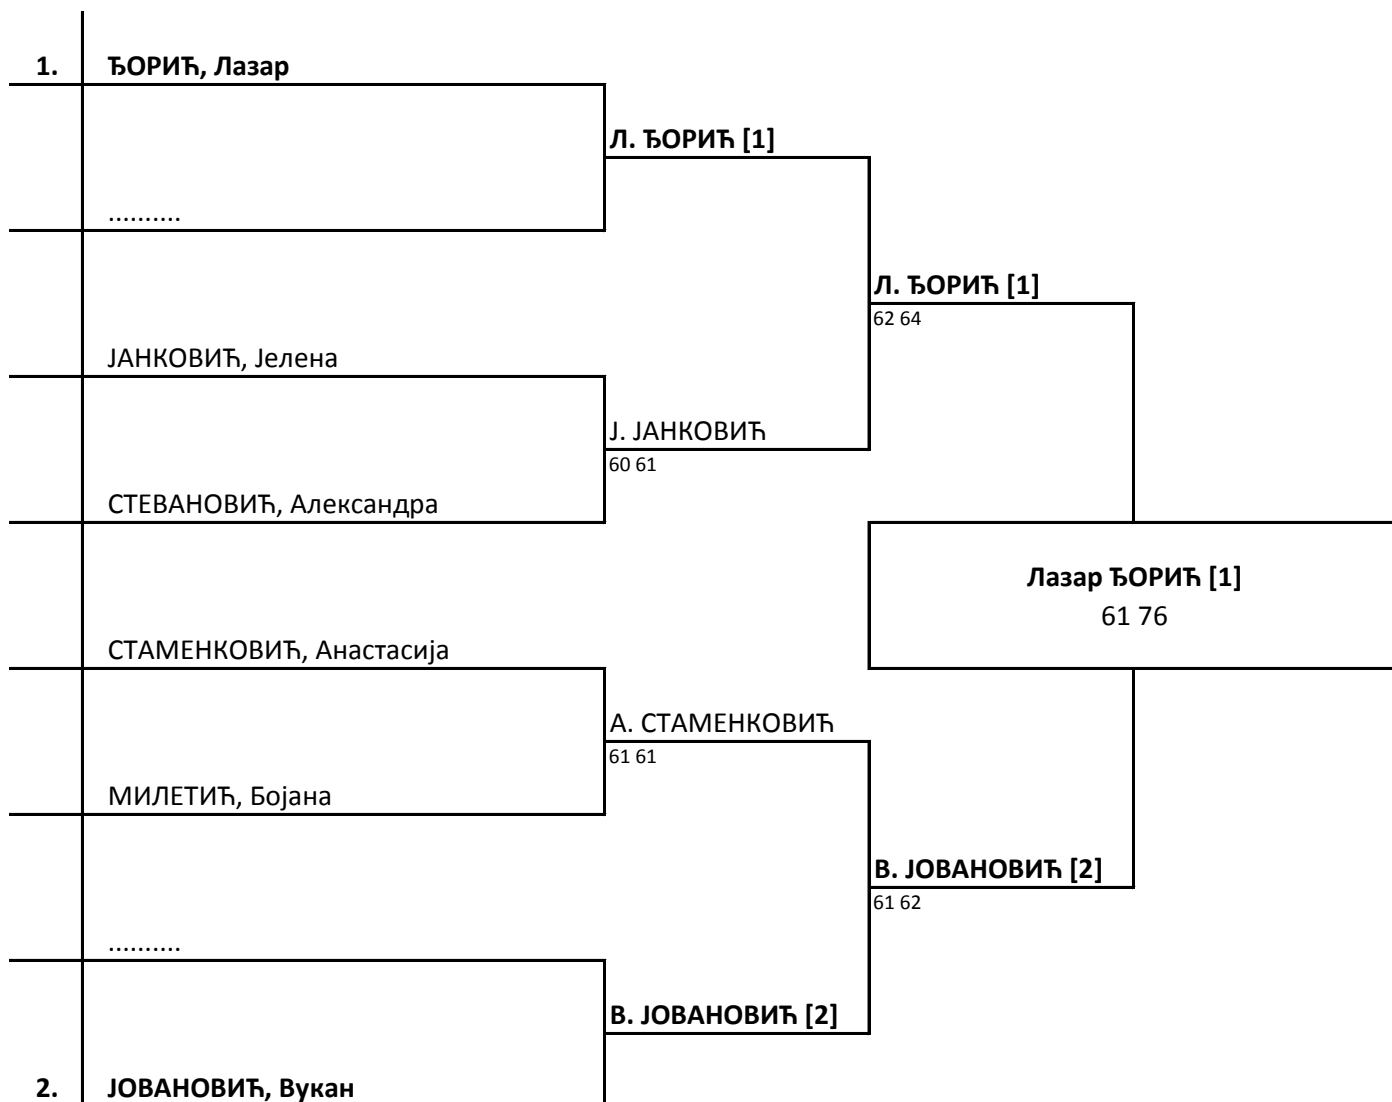 1. ЂОРИЋ, Лазар
Л. ЂОРИЋ [1]
..........
Л. ЂОРИЋ [1]
62 64
ЈАНКОВИЋ, Јелена
Ј. ЈАНКОВИЋ
60 61
СТЕВАНОВИЋ, Александра
Лазар ЂОРИЋ [1]
61 76
СТАМЕНКОВИЋ, Анастасија
А. СТАМЕНКОВИЋ
61 61
МИЛЕТИЋ, Бојана
В. ЈОВАНОВИЋ [2]
61 62
..........
В. ЈОВАНОВИЋ [2]
2. ЈОВАНОВИЋ, Вукан